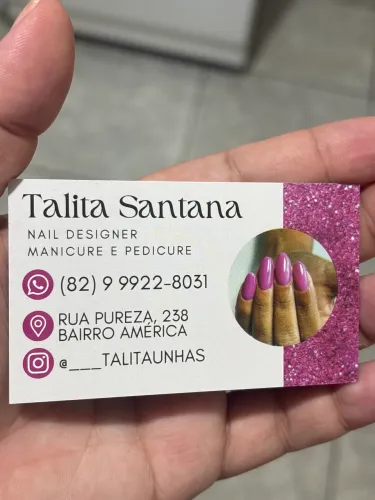 Talita Santana
NAIL DESIGNER
MANICURE E PEDICURE
(82) 9 9922-8031
RUA PUREZA, 238
BAIRRO AMÉRICA
@___TALITAUNHAS